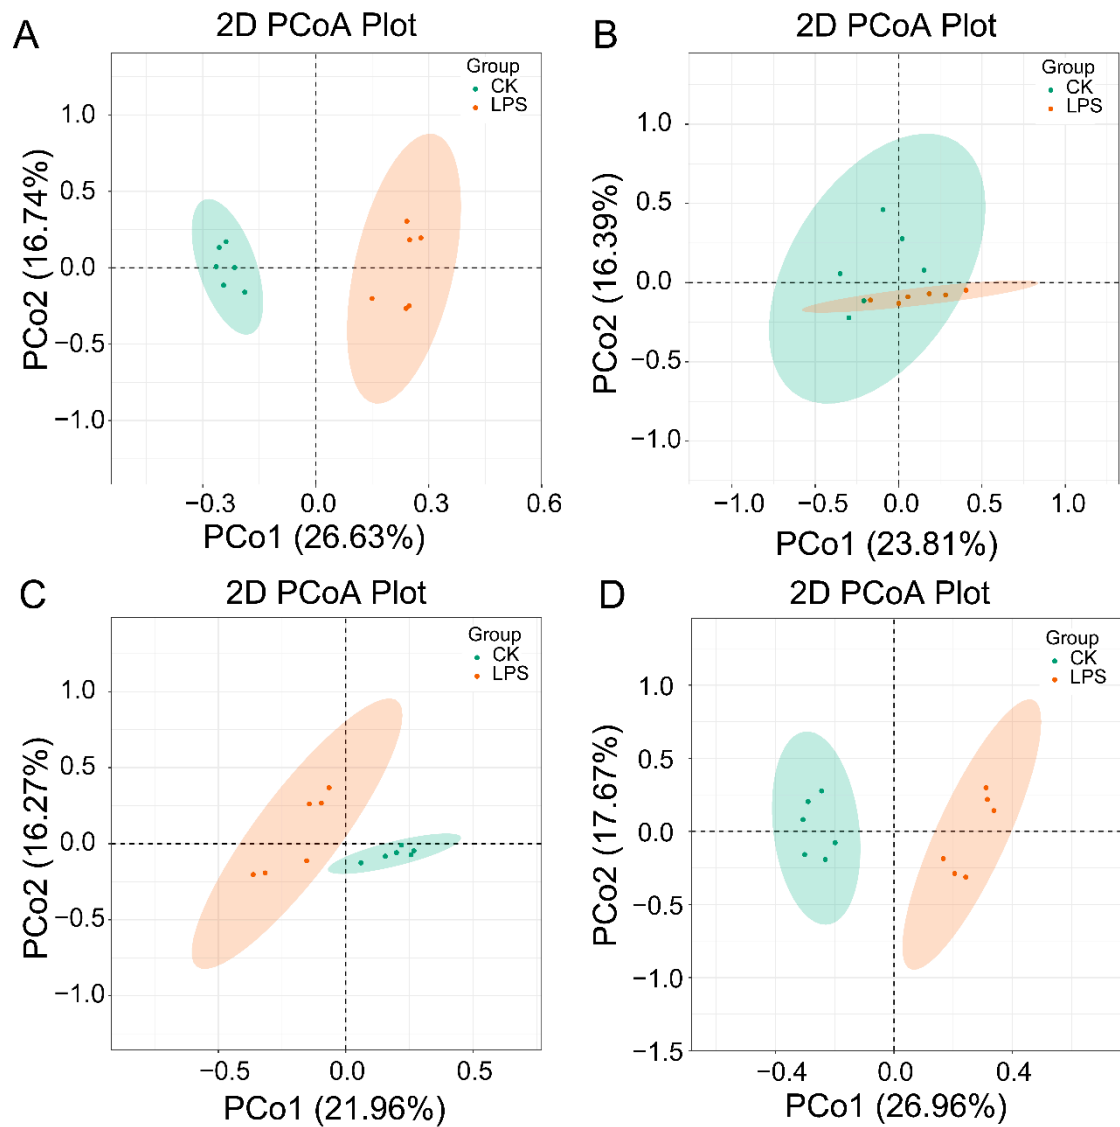 A
2D PCoA Plot
Group
CK
LPS
1.0
0.5
0.0
−0.5
−1.0
PCo2 (16.74%)
−0.3
0.0
0.3
0.6
PCo1 (26.63%)
B
2D PCoA Plot
Group
CK
LPS
1.0
0.5
0.0
−0.5
−1.0
PCo2 (16.39%)
−1.0
−0.5
0.0
0.5
1.0
PCo1 (23.81%)
C
2D PCoA Plot
Group
CK
LPS
1.0
0.5
0.0
−0.5
−1.0
PCo2 (16.27%)
−0.5
0.0
0.5
PCo1 (21.96%)
D
2D PCoA Plot
Group
CK
LPS
1.0
0.5
0.0
−0.5
−1.0
−1.5
PCo2 (17.67%)
−0.4
0.0
0.4
PCo1 (26.96%)